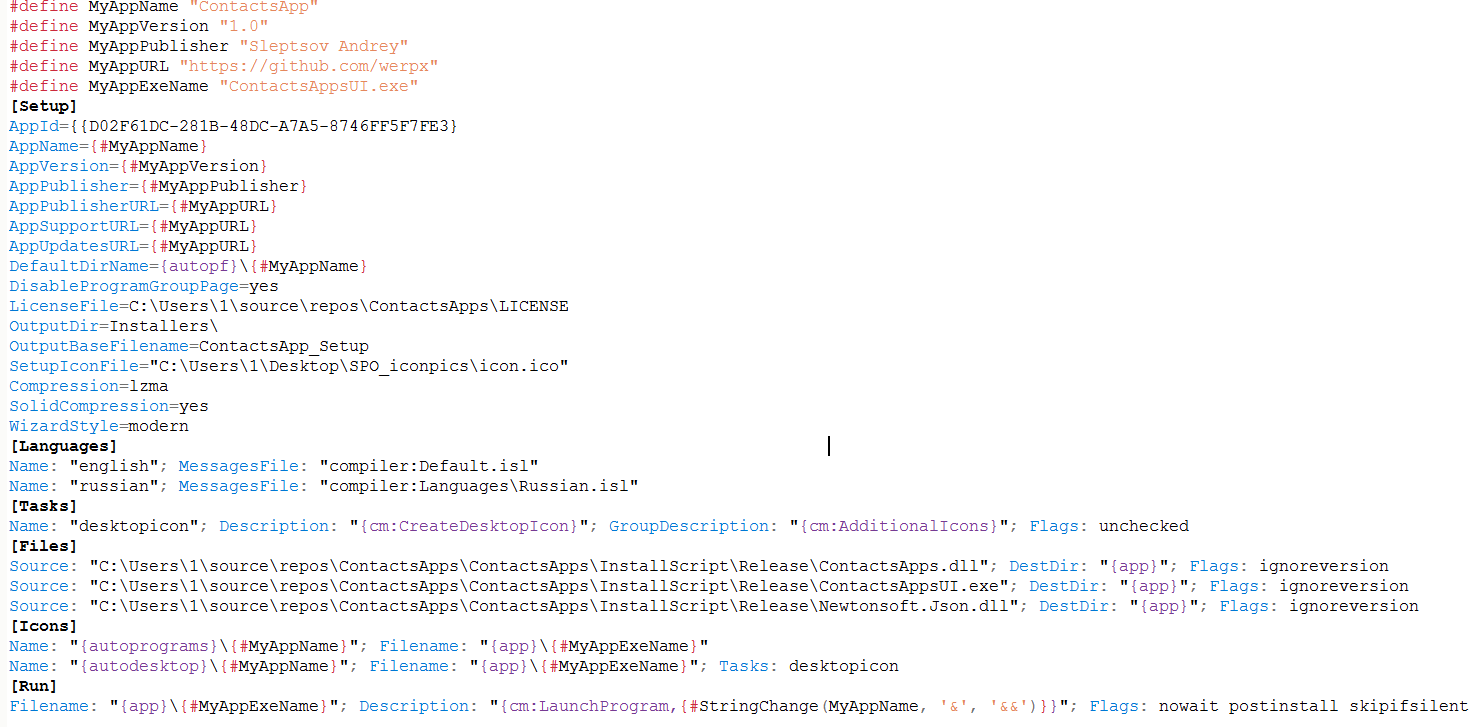 #define MyAppName "ContactsApp"
#define MyAppVersion "1.0"
#define MyAppPublisher "Sleptsov Andrey"
#define MyAppURL "https://github.com/werpx"
#define MyAppExeName "ContactsAppsUI.exe"
[Setup]
AppId={{D02F61DC-281B-48DC-A7A5-8746FF5F7FE3}
AppName={#MyAppName}
AppVersion={#MyAppVersion}
AppPublisher={#MyAppPublisher}
AppPublisherURL={#MyAppURL}
AppSupportURL={#MyAppURL}
AppUpdatesURL={#MyAppURL}
DefaultDirName={autopf}\{#MyAppName}
DisableProgramGroupPage=yes
LicenseFile=C:\Users\1\source\repos\ContactsApps\LICENSE
OutputDir=Installers\
OutputBaseFilename=ContactsApp_Setup
SetupIconFile="C:\Users\1\Desktop\SPO_iconpics\icon.ico"
Compression=lzma
SolidCompression=yes
WizardStyle=modern
[Languages]
Name: "english"; MessagesFile: "compiler:Default.isl"
Name: "russian"; MessagesFile: "compiler:Languages\Russian.isl"
[Tasks]
Name: "desktopicon"; Description: "{cm:CreateDesktopIcon}"; GroupDescription: "{cm:AdditionalIcons}"; Flags: unchecked
[Files]
Source: "C:\Users\1\source\repos\ContactsApps\ContactsApps\InstallScript\Release\ContactsApps.dll"; DestDir: "{app}"; Flags: ignoreversion
Source: "C:\Users\1\source\repos\ContactsApps\ContactsApps\InstallScript\Release\ContactsAppsUI.exe"; DestDir: "{app}"; Flags: ignoreversion
Source: "C:\Users\1\source\repos\ContactsApps\ContactsApps\InstallScript\Release\Newtonsoft.Json.dll"; DestDir: "{app}"; Flags: ignoreversion
[Icons]
Name: "{autoprograms}\{#MyAppName}"; Filename: "{app}\{#MyAppExeName}"
Name: "{autodesktop}\{#MyAppName}"; Filename: "{app}\{#MyAppExeName}"; Tasks: desktopicon
[Run]
Filename: "{app}\{#MyAppExeName}"; Description: "{cm:LaunchProgram,{#StringChange(MyAppName, '&', '&&')}}"; Flags: nowait postinstall skipifsilent